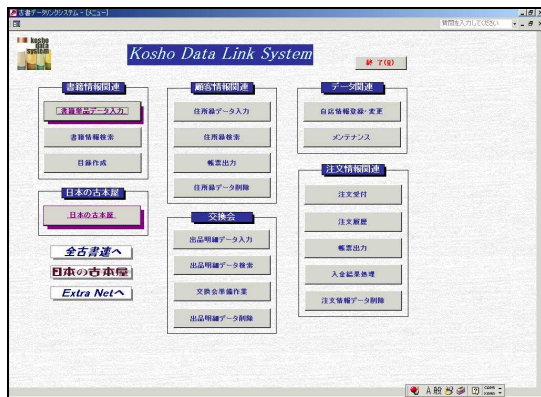 古書データリンクシステム - [メニュー]
質問を入力してください
kosho
data
system
Kosho Data Link System
終了(Q)
書籍情報関連
書籍単品データ入力
書籍情報検索
目録作成
日本の古本屋
日本の古本屋
全古書連へ
日本の古本屋
Extra Netへ
顧客情報関連
住所録データ入力
住所録検索
帳票出力
住所録データ削除
交換会
出品明細データ入力
出品明細データ検索
交換会準備作業
出品明細データ削除
データ関連
自店情報登録・変更
メンテナンス
注文情報関連
注文受付
注文履歴
帳票出力
入金結果処理
注文情報データ削除
A 般
CAPS
KANA